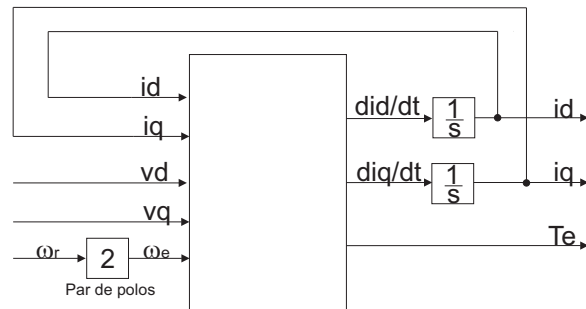 id
did/dt
1
s
id
iq
vd
diq/dt
1
s
iq
vq
ωr
2
ωe
Te
Par de polos